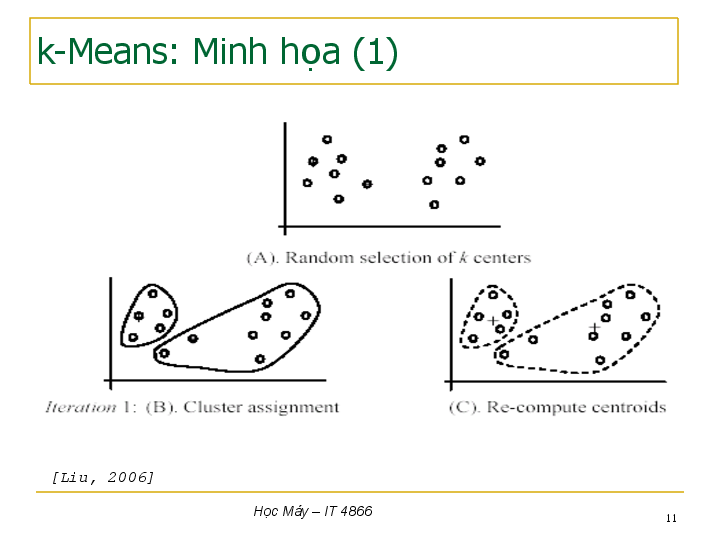 k-Means: Minh họa (1)
(A). Random selection of k centers
Iteration 1: (B). Cluster assignment
(C). Re-compute centroids
[Liu, 2006]
Học Máy – IT 4866
11